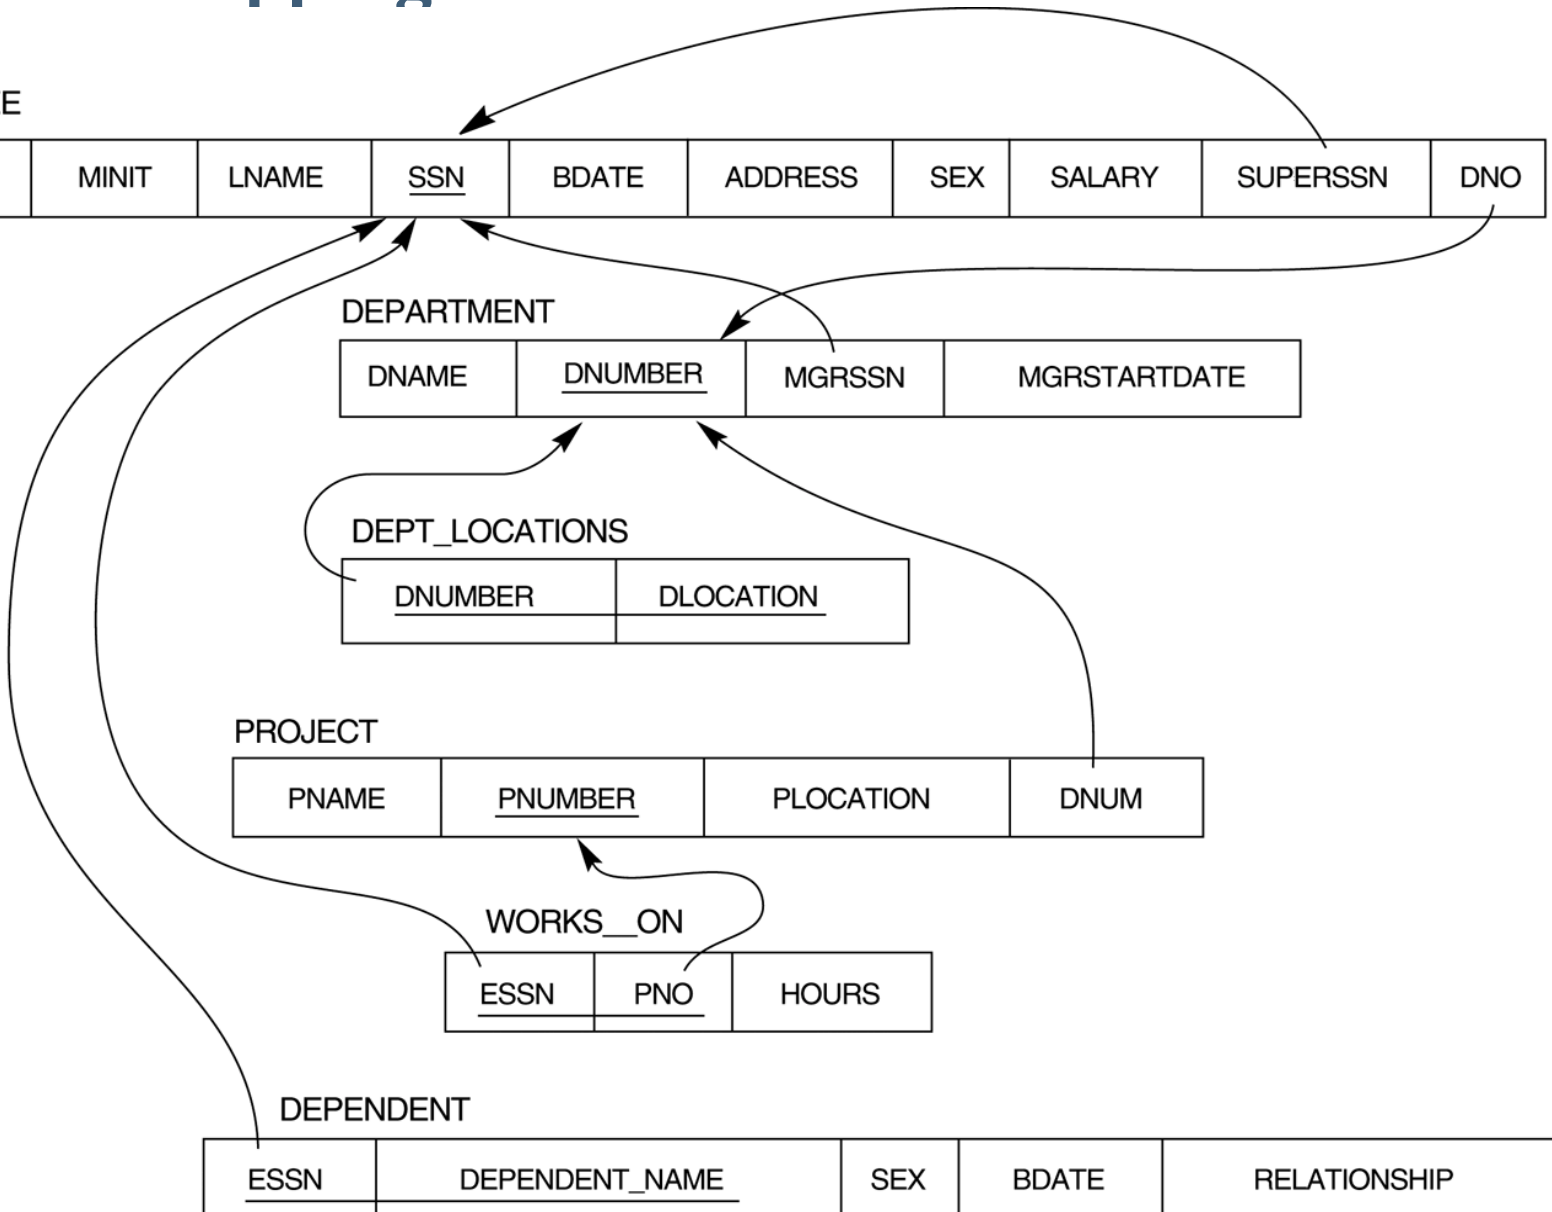 E
MINIT LNAME SSN BDATE ADDRESS SEX SALARY SUPERSSN DNO
DEPARTMENT
DNAME DNUMBER MGRSSN MGRSTARTDATE
DEPT_LOCATIONS
DNUMBER DLOCATION
PROJECT
PNAME PNUMBER PLOCATION DNUM
WORKS__ON
ESSN PNO HOURS
DEPENDENT
ESSN DEPENDENT_NAME SEX BDATE RELATIONSHIP